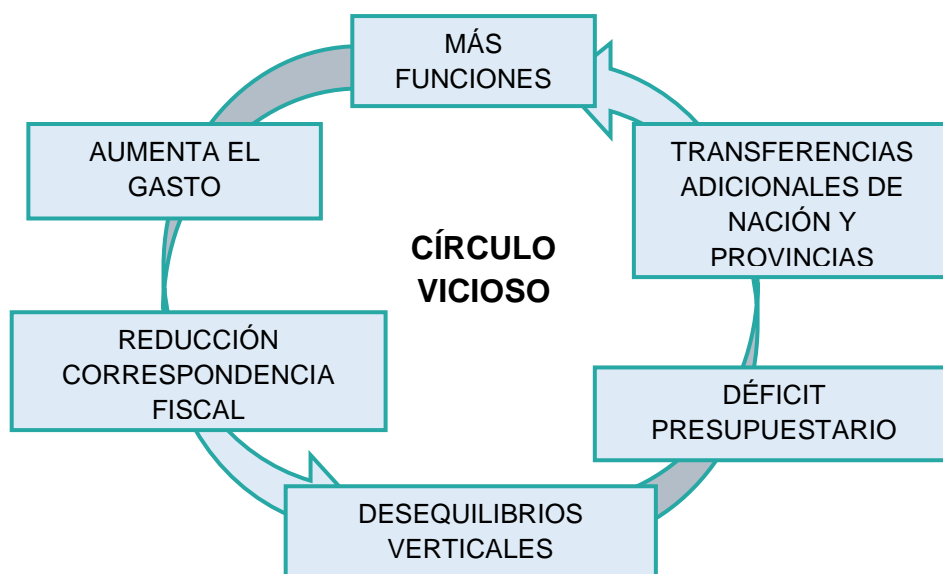 MÁS
FUNCIONES
AUMENTA EL
GASTO
TRANSFERENCIAS
ADICIONALES DE
NACIÓN Y
PROVINCIAS
CÍRCULO
VICIOSO
REDUCCIÓN
CORRESPONDENCIA
FISCAL
DÉFICIT
PRESUPUESTARIO
DESEQUILIBRIOS
VERTICALES